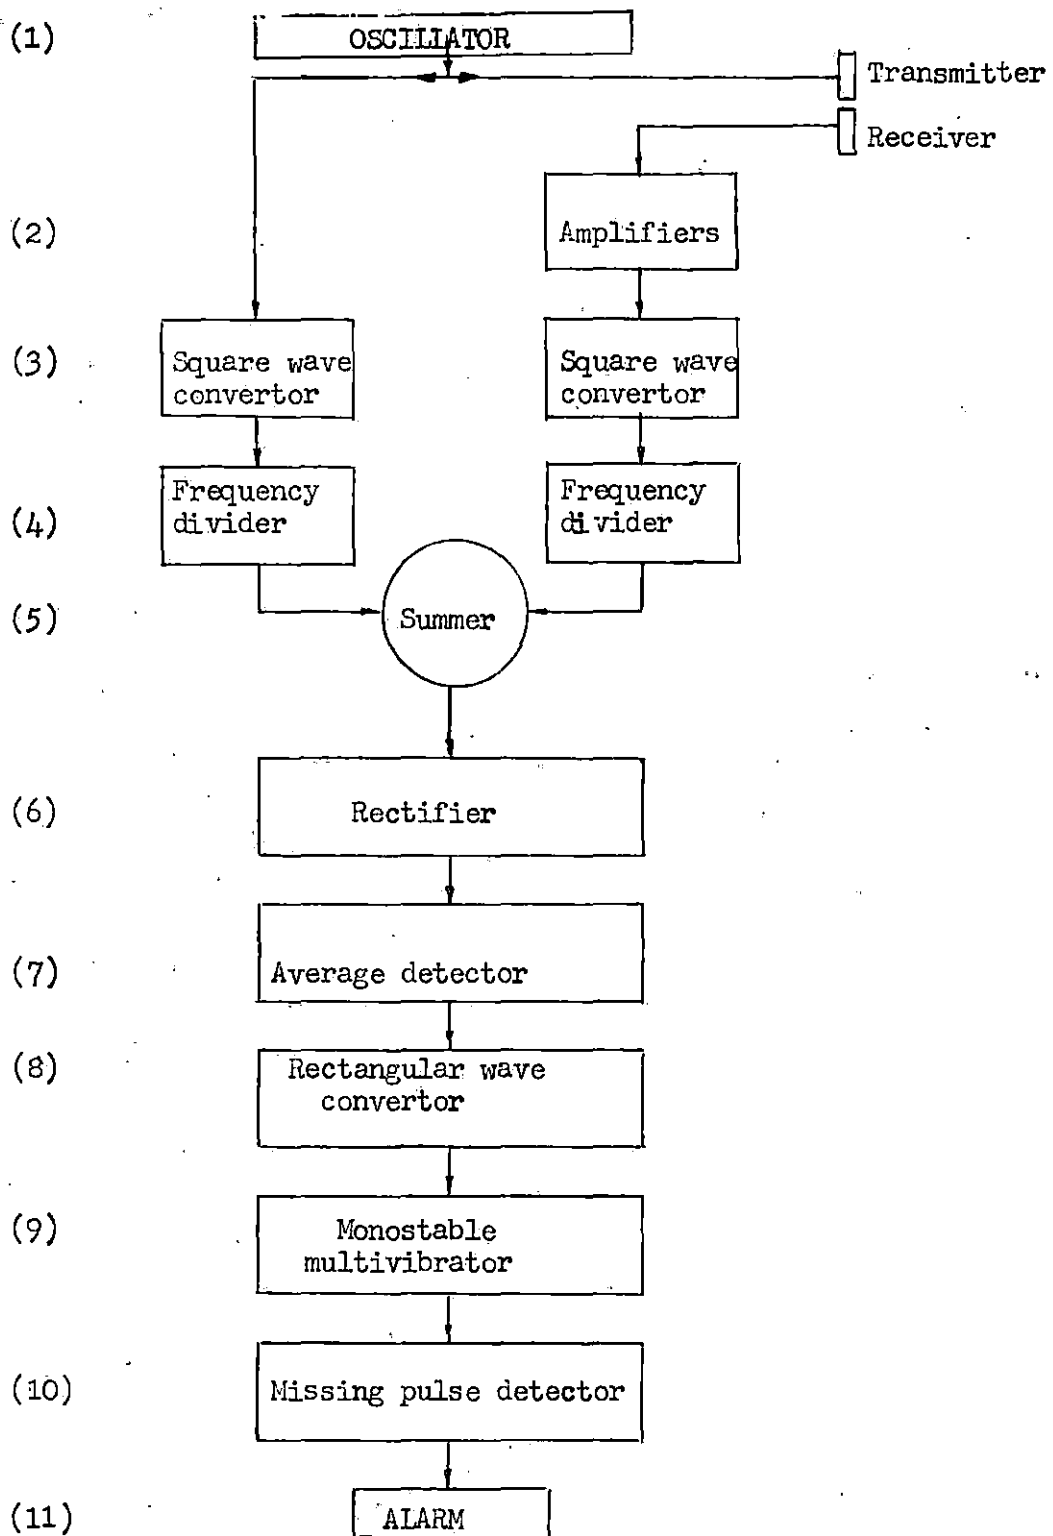 (1)
OSCILLATOR
Transmitter
Receiver
(2)
Amplifiers
(3)
Square wave
convertor
Square wave
convertor
(4)
Frequency
divider
Frequency
divider
(5)
Summer
(6)
Rectifier
(7)
Average detector
(8)
Rectangular wave
convertor
(9)
Monostable
multivibrator
(10)
Missing pulse detector
(11)
ALARM